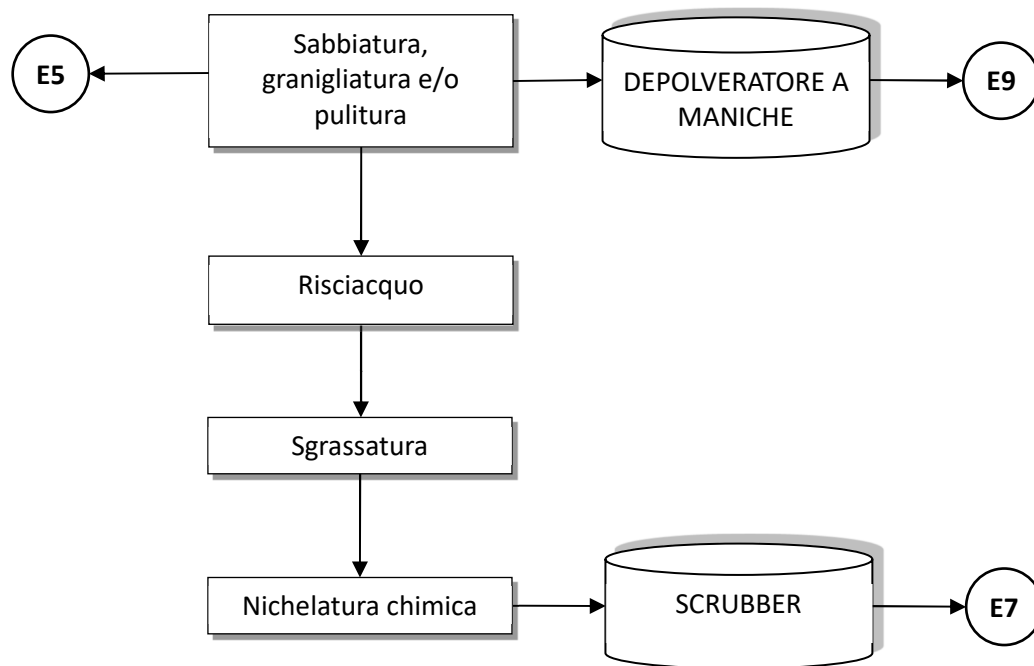 E5
Sabbiatura,
granigliatura e/o
pulitura
DEPOLVERATORE A
MANICHE
E9
Risciacquo
Sgrassatura
Nichelatura chimica
SCRUBBER
E7